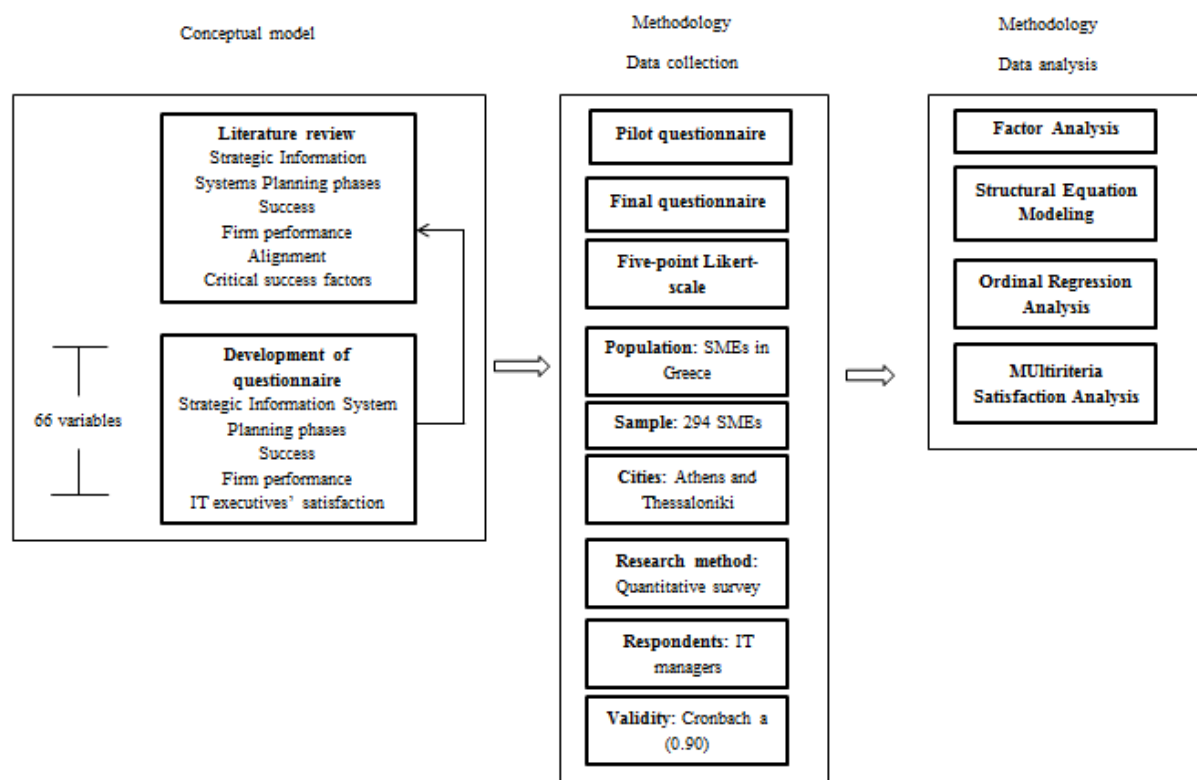 Conceptual model
Literature review
Strategic Information
Systems Planning phases
Success
Firm performance
Alignment
Critical success factors
66 variables
Development of
questionnaire
Strategic Information System
Planning phases
Success
Firm performance
IT executives’ satisfaction
Methodology
Data collection
Pilot questionnaire
Final questionnaire
Five-point Likert-
scale
Population: SMEs in
Greece
Sample: 294 SMEs
Cities: Athens and
Thessaloniki
Research method:
Quantitative survey
Respondents: IT
managers
Validity: Cronbach a
(0.90)
Methodology
Data analysis
Factor Analysis
Structural Equation
Modeling
Ordinal Regression
Analysis
MUltiriteria
Satisfaction Analysis